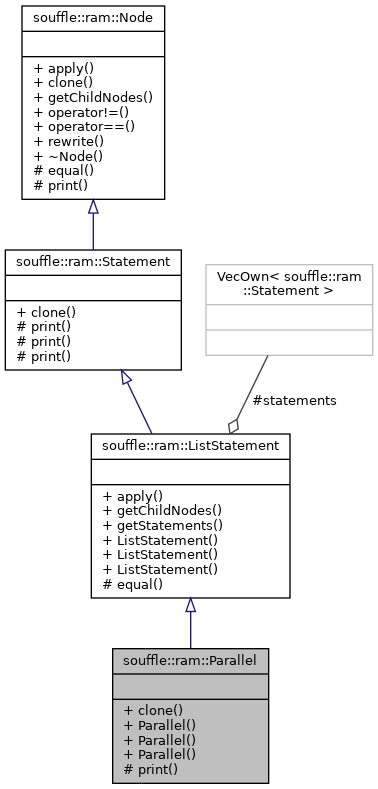 souffle::ram::Node
+ apply()
+ clone()
+ getChildNodes()
+ operator!=()
+ operator==()
+ rewrite()
+ ~Node()
# equal()
# print()
souffle::ram::Statement
+ clone()
# print()
# print()
# print()
VecOwn< souffle::ram
::Statement >
#statements
souffle::ram::ListStatement
+ apply()
+ getChildNodes()
+ getStatements()
+ ListStatement()
+ ListStatement()
+ ListStatement()
# equal()
souffle::ram::Parallel
+ clone()
+ Parallel()
+ Parallel()
+ Parallel()
# print()